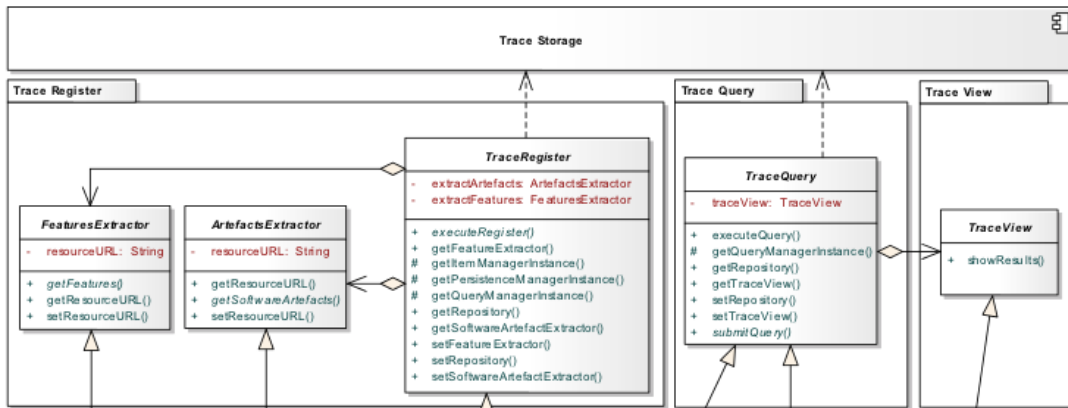 Trace Storage
Trace Register
Trace Query
Trace View
TraceRegister
- extractArtefacts: ArtefactsExtractor
- extractFeatures: FeaturesExtractor
+ executeRegister()
+ getFeatureExtractor()
# getItemManagerInstance()
# getPersistenceManagerInstance()
# getQueryManagerInstance()
+ getRepository()
+ getSoftwareArtefactExtractor()
+ setFeatureExtractor()
+ setRepository()
+ setSoftwareArtefactExtractor()
FeaturesExtractor
- resourceURL: String
+ getFeatures()
+ getResourceURL()
+ setResourceURL()
ArtefactsExtractor
- resourceURL: String
+ getResourceURL()
+ getSoftwareArtefacts()
+ setResourceURL()
TraceQuery
- traceView: TraceView
+ executeQuery()
# getQueryManagerInstance()
+ getRepository()
+ getTraceView()
+ setRepository()
+ setTraceView()
+ submitQuery()
TraceView
+ showResults()